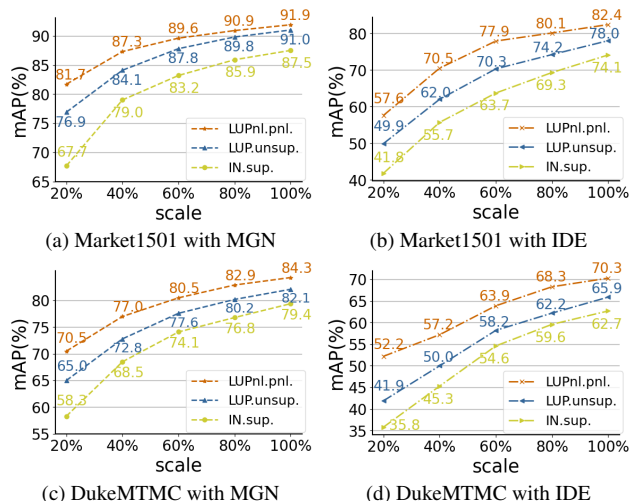 mAP(%)
90
85
80
75
70
65
81.7 87.3 89.6 90.9 91.9
76.9 84.1 87.8 89.8 91.0
67.7 79.0 83.2 85.9 87.5
LUPnl.pnl.
LUP.unsup.
IN.sup.
20% 40% 60% 80% 100%
scale
(a) Market1501 with MGN
mAP(%)
80
70
60
50
40
57.6 70.5 77.9 80.1 82.4
49.9 62.0 70.3 74.2 78.0
41.8 55.7 63.7 69.3 74.1
LUPnl.pnl.
LUP.unsup.
IN.sup.
20% 40% 60% 80% 100%
scale
(b) Market1501 with IDE
mAP(%)
80
75
70
65
60
55
70.5 77.0 80.5 82.9 84.3
65.0 72.8 77.6 80.2 82.1
58.3 68.5 74.1 76.8 79.4
LUPnl.pnl.
LUP.unsup.
IN.sup.
20% 40% 60% 80% 100%
scale
(c) DukeMTMC with MGN
mAP(%)
70
65
60
55
50
45
40
35
52.2 57.2 63.9 68.3 70.3
41.9 50.0 58.2 62.2 65.9
35.8 45.3 54.6 59.6 62.7
LUPnl.pnl.
LUP.unsup.
IN.sup.
20% 40% 60% 80% 100%
scale
(d) DukeMTMC with IDE